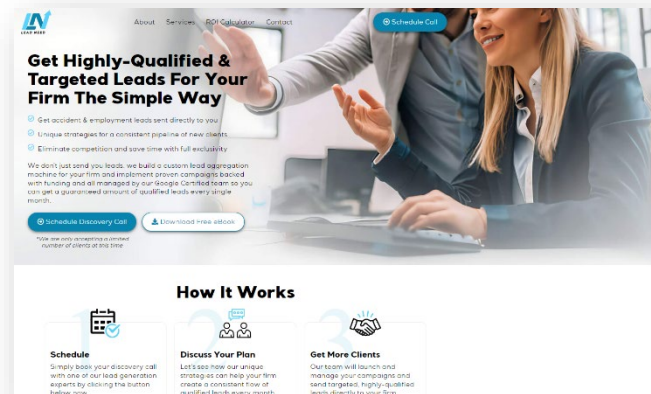 LEAD NERD
About Services ROI Calculator Contact
Schedule Call
Get Highly-Qualified &
Targeted Leads For Your
Firm The Simple Way
Get accident & employment leads sent directly to you
Unique strategies for a consistent pipeline of new clients
Eliminate competition and save time with full exclusivity
We don't just send you leads, we build a custom lead aggregation
machine for your firm and implement proven campaigns backed
with funding and all managed by our Google Certified team so you
can get a guaranteed amount of qualified leads every single
month.
Schedule Discovery Call
Download Free eBook
*We are only accepting a limited
number of clients at this time
How It Works
1
2
3
Schedule
Simply book your discovery call
with one of our lead generation
experts by clicking the button
below now.
Discuss Your Plan
Let's see how our unique
strategies can help your firm
create a consistent flow of
qualified leads every month.
Get More Clients
Our team will launch and
manage your campaigns and
send targeted, highly-qualified
leads directly to your firm.